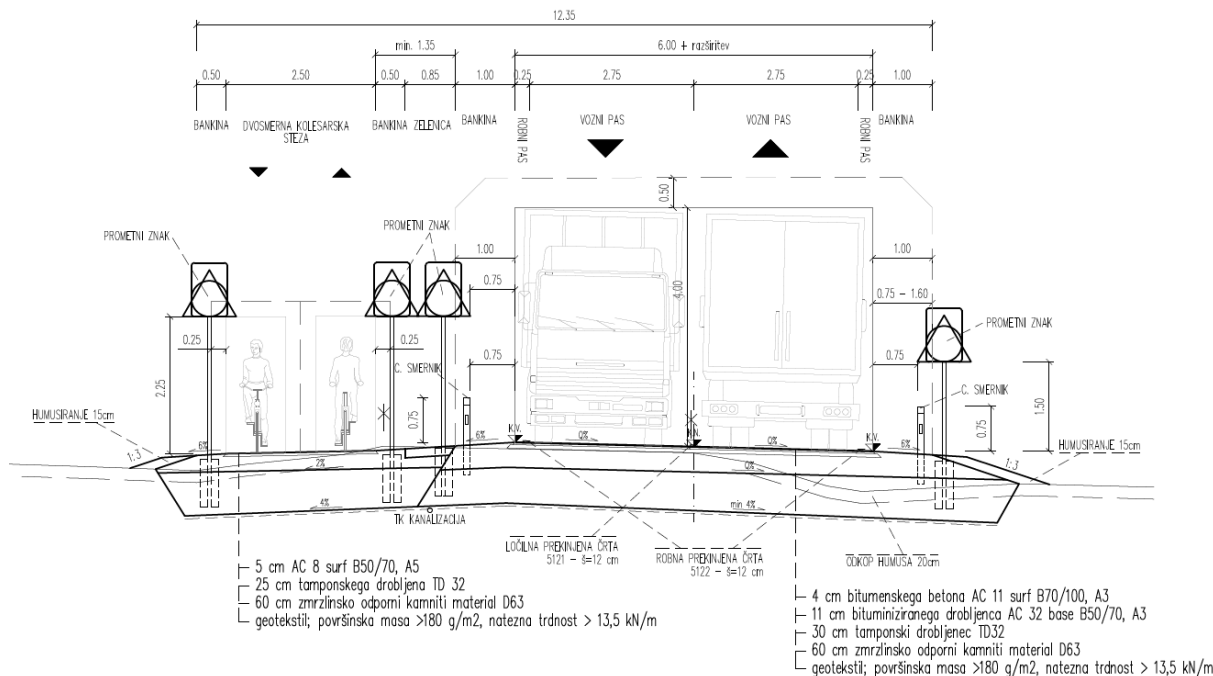 12.35
min. 1.35
6.00 + razširitev
0.50
2.50
0.50
0.85
1.00
0.25
2.75
2.75
0.25
1.00
BANKINA
DVOSMERNA KOLESARSKA
STEZA
BANKINA
ZELENICA
BANKINA
ROBNI PAS
VOZNI PAS
VOZNI PAS
ROBNI PAS
BANKINA
0.50
PROMETNI ZNAK
PROMETNI ZNAK
1.00
1.00
0.75
4.00
0.75 - 1.60
PROMETNI ZNAK
0.25
0.25
0.75
0.75
C. SMERNIK
C. SMERNIK
2.25
0.75
1.50
0.75
HUMUSIRANJE 15cm
HUMUSIRANJE 15cm
1:3
6%
6%
K.V.
Q%
K.V.
Q%
K.V.
6%
1:3
2%
Q%
4%
min 4%
TK KANALIZACIJA
LOČILNA PREKINJENA ČRTA
5121 - š=12 cm
ROBNA PREKINJENA ČRTA
5122 - š=12 cm
ODKOP HUMUSA 20cm
5 cm AC 8 surf B50/70, A5
25 cm tamponskega drobljena TD 32
60 cm zmrzlinsko odporni kamniti material D63
geotekstil; površinska masa >180 g/m2, natezna trdnost > 13,5 kN/m
4 cm bitumenskega betona AC 11 surf B70/100, A3
11 cm bituminiziranega drobljenca AC 32 base B50/70, A3
30 cm tamponski drobljenec TD32
60 cm zmrzlinsko odporni kamniti material D63
geotekstil; površinska masa >180 g/m2, natezna trdnost > 13,5 kN/m